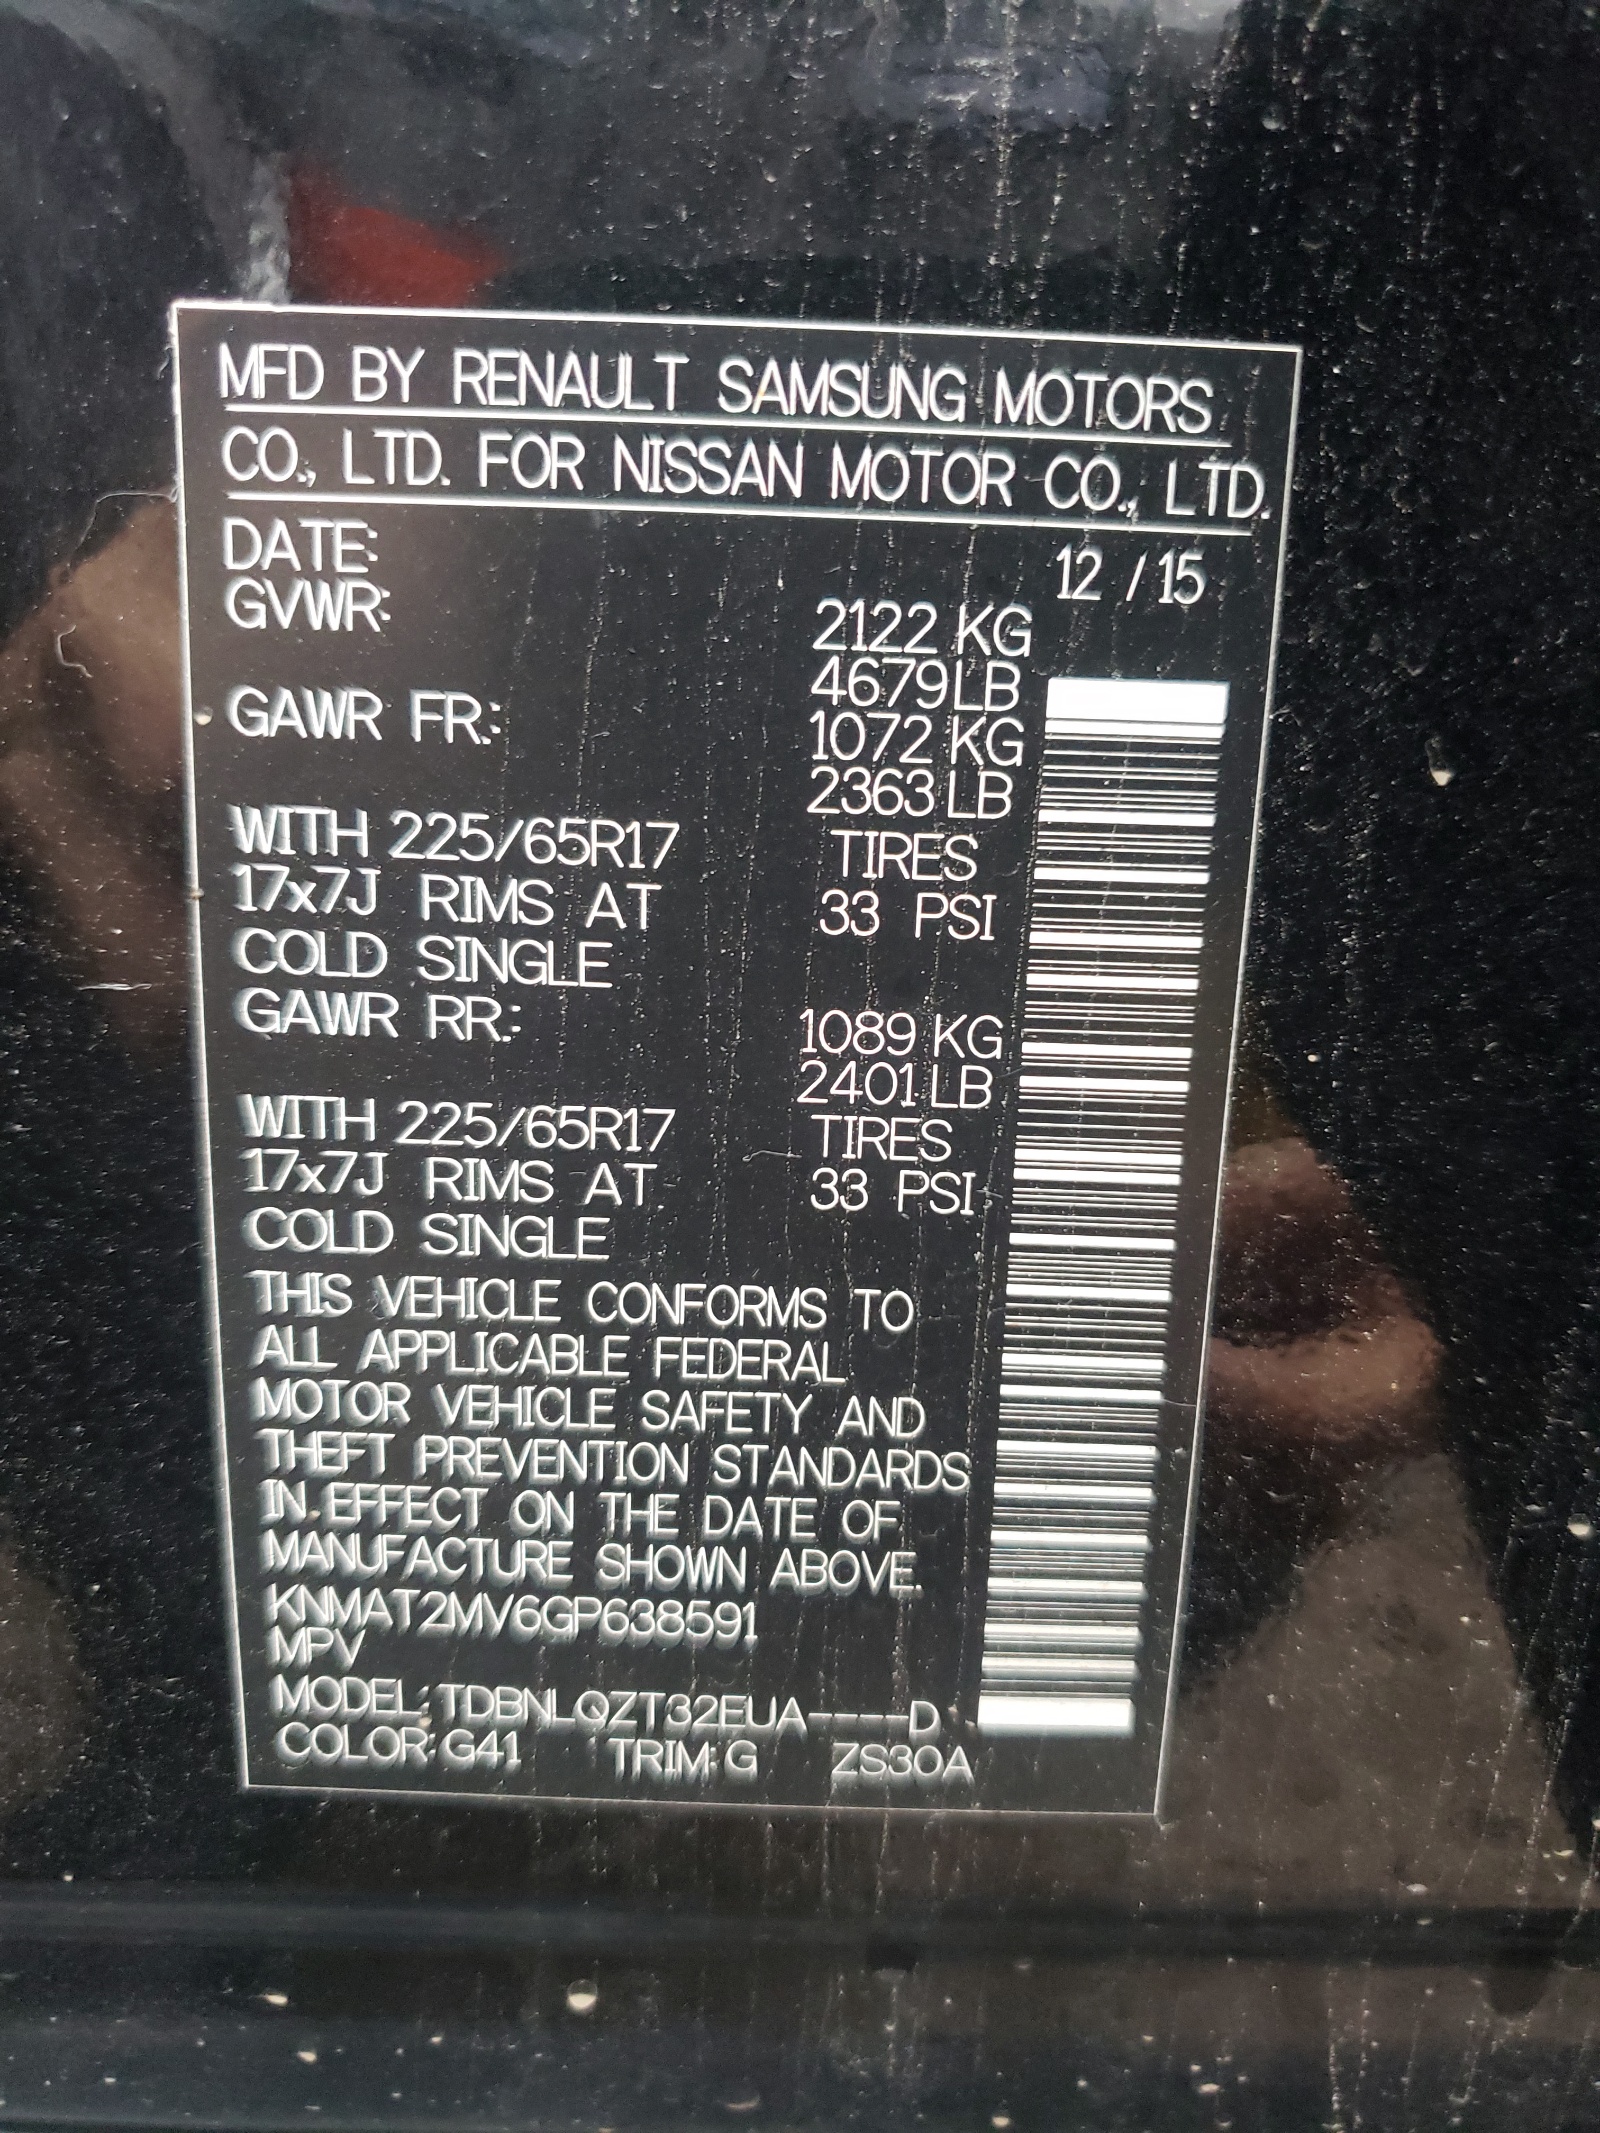 MFD BY RENAULT SAMSUNG MOTORS
CO., LTD. FOR NISSAN MOTOR CO., LTD.
DATE: 12 / 15
GVWR: 2122 KG
4679 LB
GAWR FR.: 1072 KG
2363 LB
WITH 225/65R17 TIRES
17x7J RIMS AT 33 PSI
COLD SINGLE
GAWR RR.: 1089 KG
2401 LB
WITH 225/65R17 TIRES
17x7J RIMS AT 33 PSI
COLD SINGLE
THIS VEHICLE CONFORMS TO
ALL APPLICABLE FEDERAL
MOTOR VEHICLE SAFETY AND
THEFT PREVENTION STANDARDS
IN EFFECT ON THE DATE OF
MANUFACTURE SHOWN ABOVE.
KNMAT2MV6GP638591
MPV
MODEL: TDBNLQZT32EUA----D
COLOR: G41 TRIM: G ZS30A